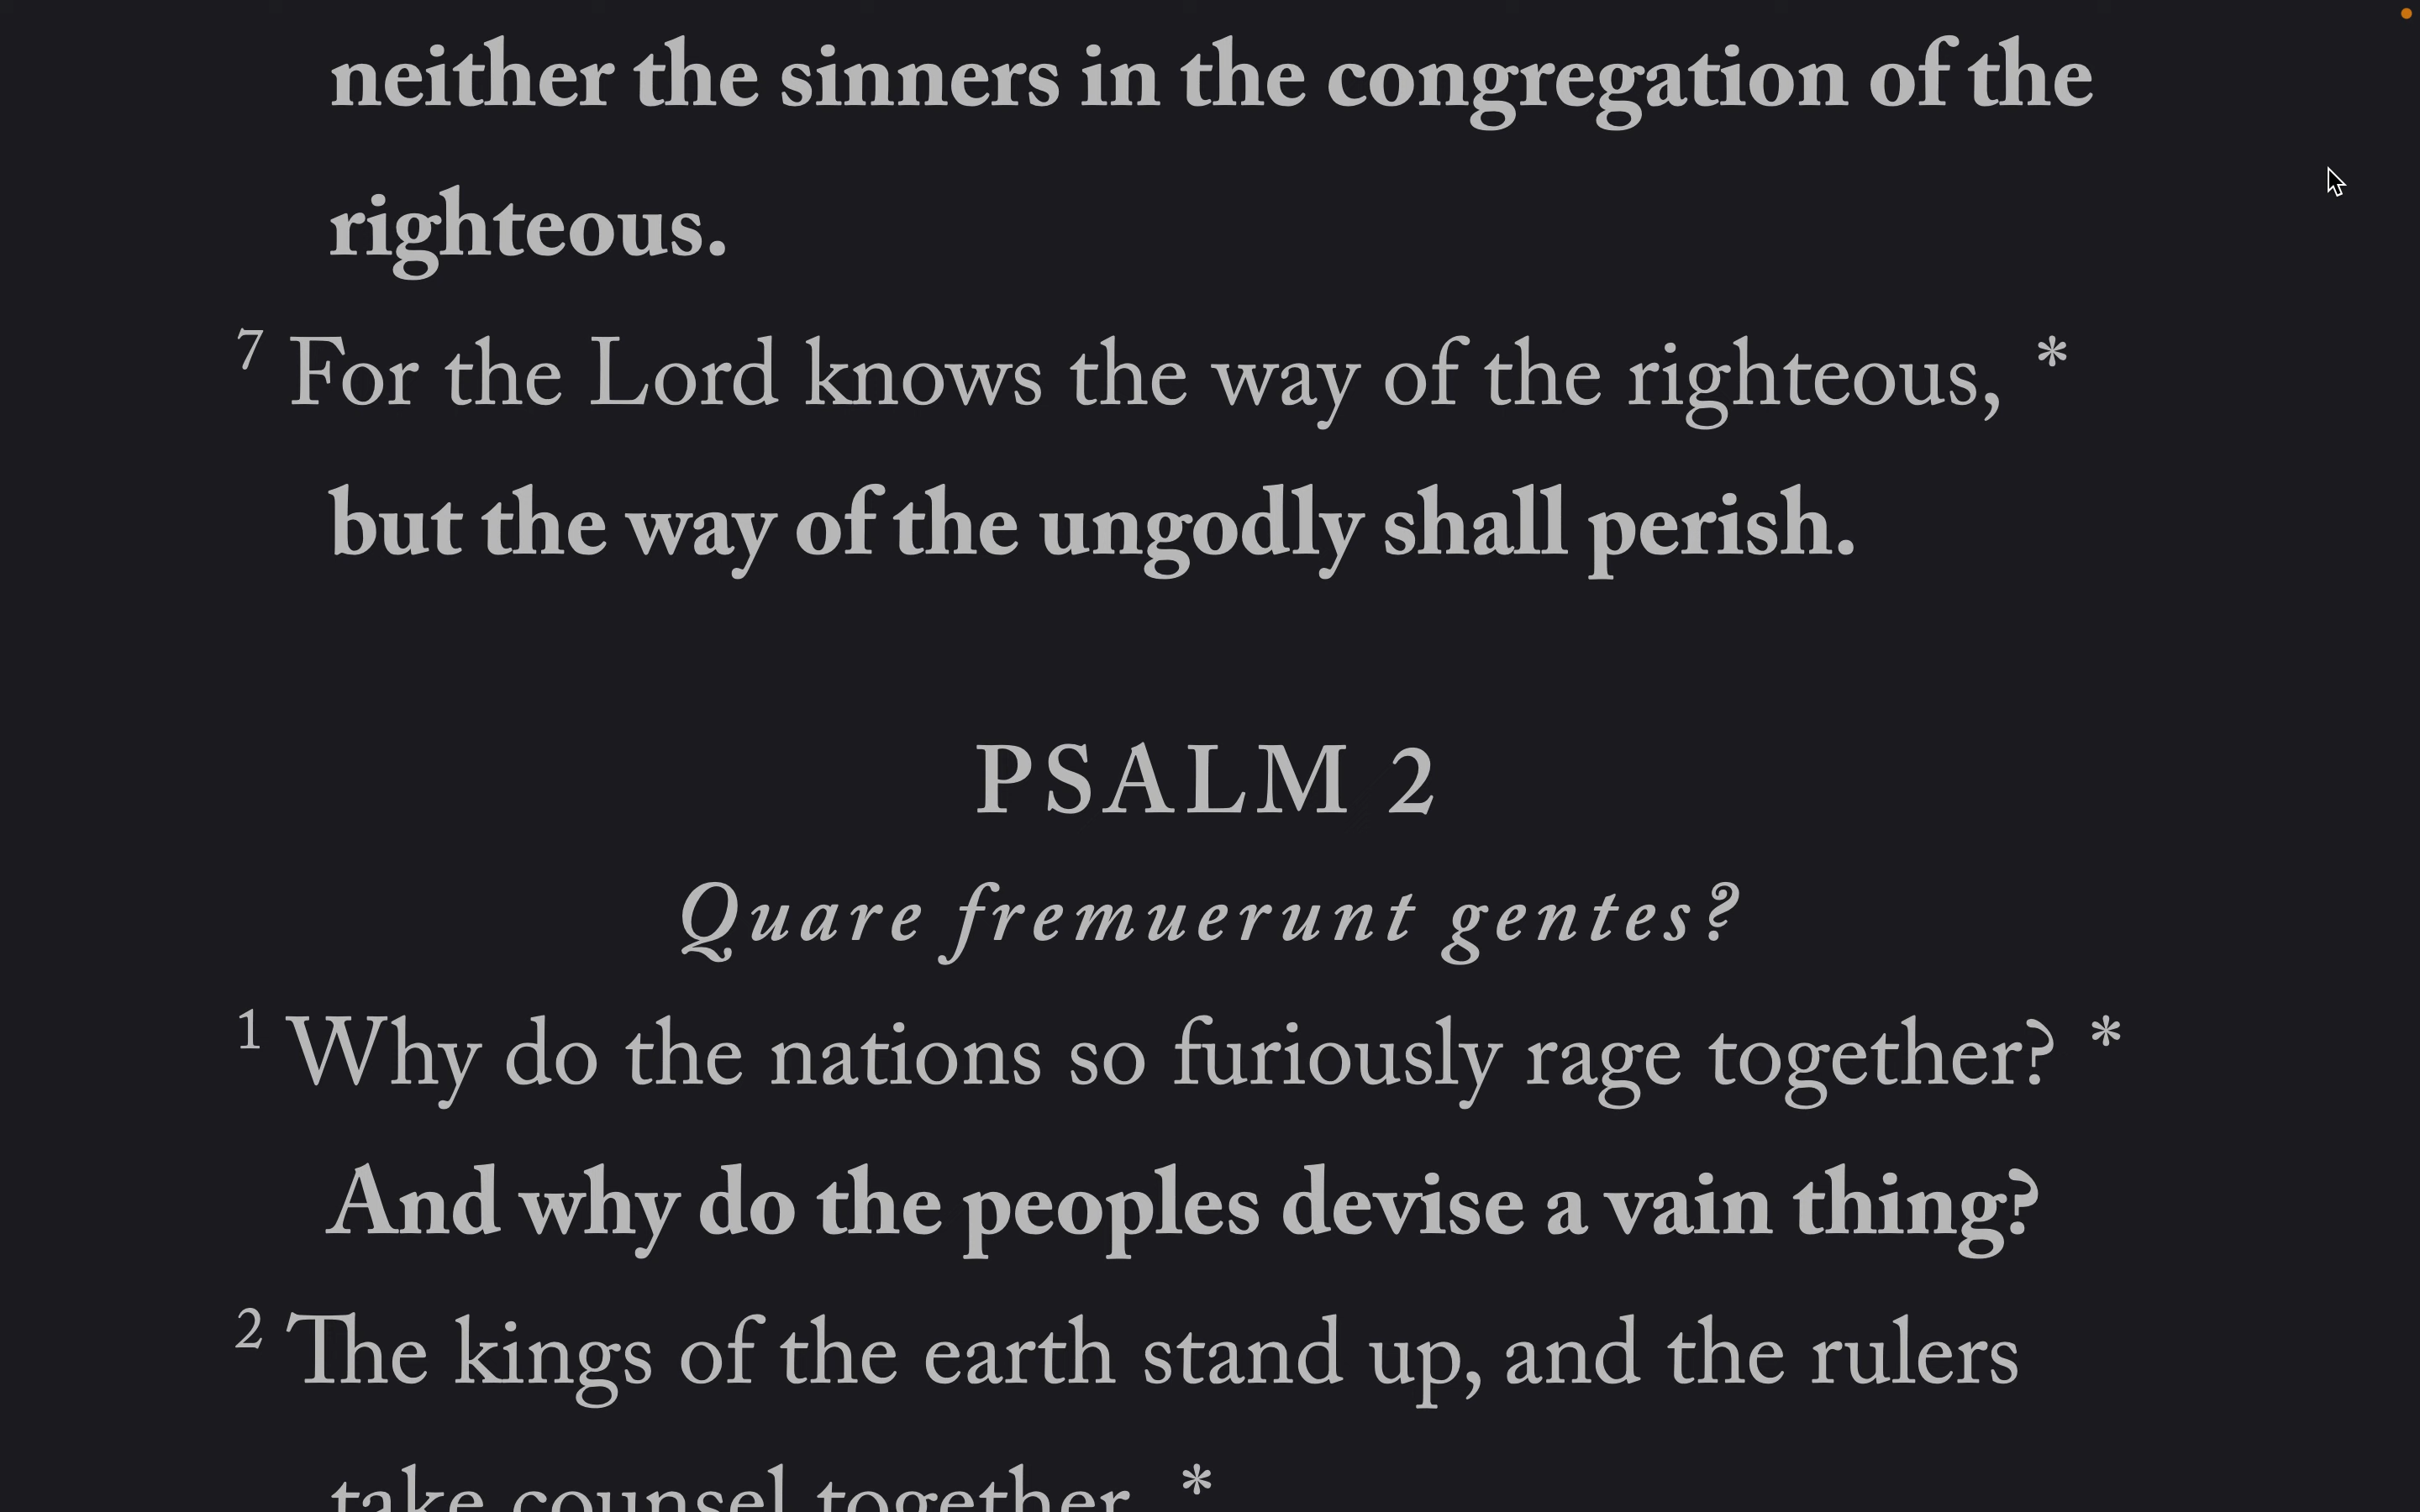 neither the sinners in the congregation of the
righteous.
7 For the Lord knows the way of the righteous, *
but the way of the ungodly shall perish.
PSALM 2
Quare fremuerunt gentes?
1 Why do the nations so furiously rage together? *
And why do the peoples devise a vain thing?
2 The kings of the earth stand up, and the rulers
take counsel together, *